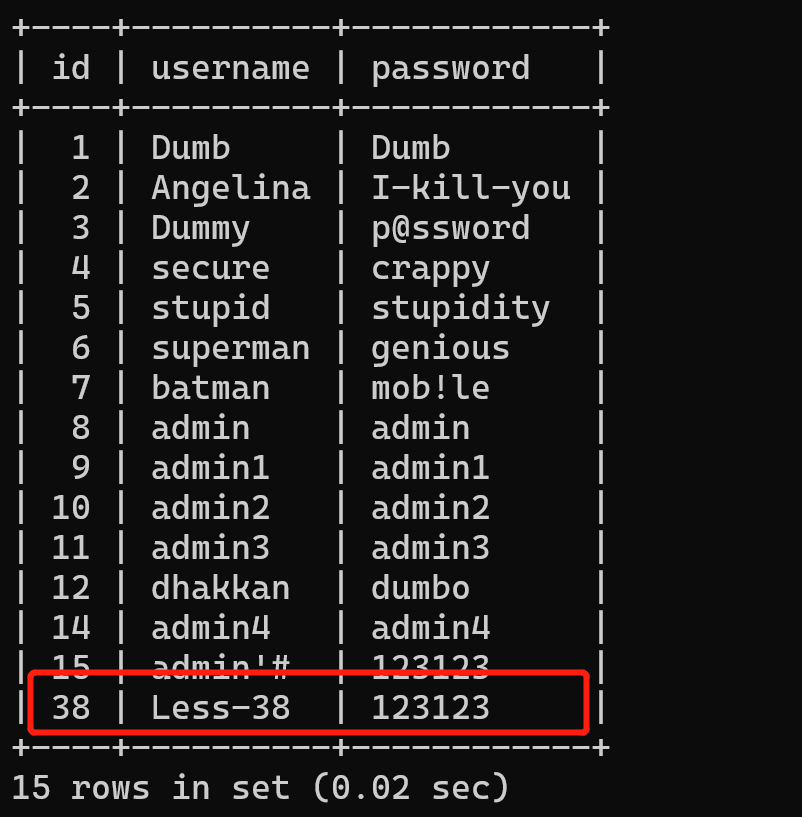 +----+----------+------------+
| id | username | password   |
+----+----------+------------+
|  1 | Dumb     | Dumb       |
|  2 | Angelina | I-kill-you |
|  3 | Dummy    | p@ssword   |
|  4 | secure   | crappy     |
|  5 | stupid   | stupidity  |
|  6 | superman | genious    |
|  7 | batman   | mob!le     |
|  8 | admin    | admin      |
|  9 | admin1   | admin1     |
| 10 | admin2   | admin2     |
| 11 | admin3   | admin3     |
| 12 | dhakkan  | dumbo      |
| 14 | admin4   | admin4     |
| 15 | admin'#  | 123123     |
| 38 | Less-38  | 123123     |
+----+----------+------------+
15 rows in set (0.02 sec)